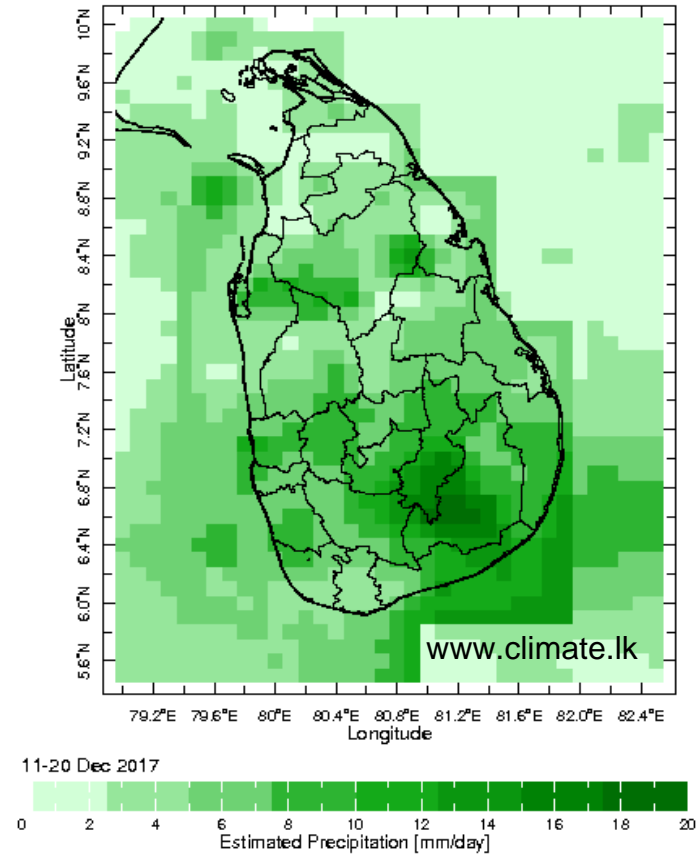 10°N
9.6°N
9.2°N
8.8°N
8.4°N
8°N
7.6°N
7.2°N
6.8°N
6.4°N
6.0°N
5.6°N
Latitude
www.climate.lk
79.2°E 79.6°E 80°E 80.4°E 80.8°E 81.2°E 81.6°E 82.0°E 82.4°E
Longitude
11-20 Dec 2017
0 2 4 6 8 10 12 14 16 18 20
Estimated Precipitation [mm/day]